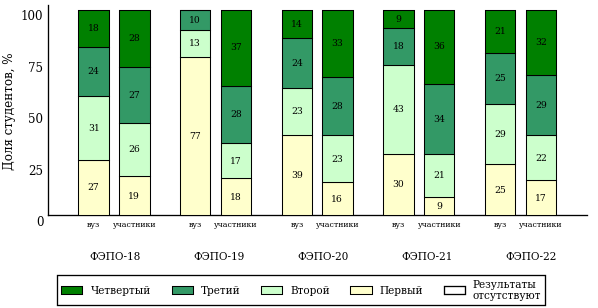 Доля студентов, %
100
75
50
25
0
18 28 10 37 14 33 9 36 21 32
24 27 13 28 24 28 18 34 25 29
31 26 77 17 23 23 43 21 29 22
27 19 18 39 16 30 9 25 17
вуз участники вуз участники вуз участники вуз участники вуз участники
ФЭПО-18 ФЭПО-19 ФЭПО-20 ФЭПО-21 ФЭПО-22
Четвертый Третий Второй Первый Результаты
отсутствуют